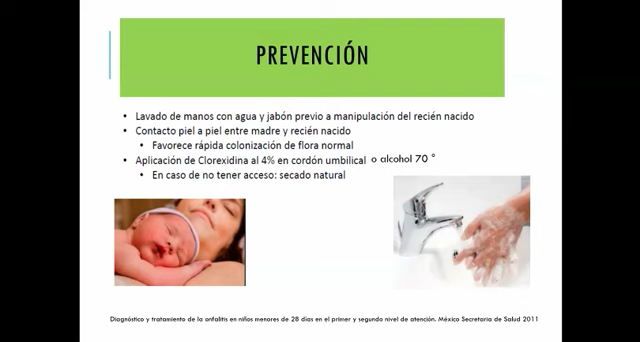 PREVENCIÓN
• Lavado de manos con agua y jabón previo a manipulación del recién nacido
• Contacto piel a piel entre madre y recién nacido
• Favorece rápida colonización de flora normal
• Aplicación de Clorexidina al 4% en cordón umbilical o alcohol 70 °
• En caso de no tener acceso: secado natural
Diagnóstico y tratamiento de la onfalitis en niños menores de 28 días en el primer y segundo nivel de atención. México Secretaria de Salud 2011